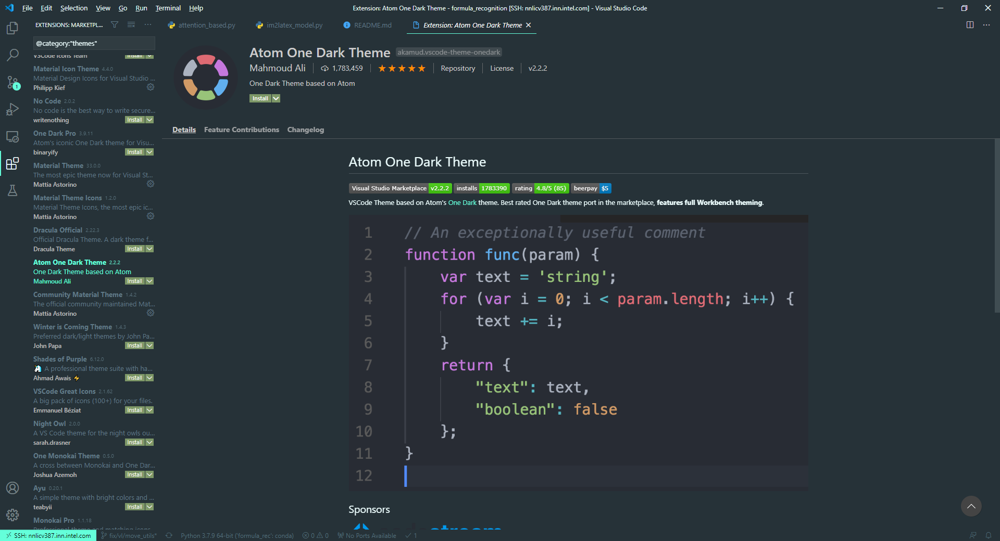 File Edit Selection View Go Run Terminal Help
Extension: Atom One Dark Theme - formula_recognition [SSH: nnlicv387.inn.intel.com] - Visual Studio Code
EXTENSIONS: MARKETPL...
attention_based.py
im2latex_model.py
README.md
Extension: Atom One Dark Theme
@category:"themes"
VSCode Icons Team Install
Material Icon Theme 4.4.0
Material Design Icons for Visual Studio ...
Philipp Kief
No Code 2.0.2
No code is the best way to write secure...
writenothing Install
One Dark Pro 3.9.11
Atom's iconic One Dark theme for Visu...
binaryify Install
Material Theme 33.0.0
The most epic theme now for Visual St...
Mattia Astorino
Material Theme Icons 1.2.0
Material Theme Icons, the most epic ic...
Mattia Astorino
Dracula Official 2.22.3
Official Dracula Theme. A dark theme f...
Dracula Theme Install
Atom One Dark Theme 2.2.2
One Dark Theme based on Atom
Mahmoud Ali Install
Community Material Theme 1.4.2
The official community maintained Mat...
Mattia Astorino
Winter is Coming Theme 1.4.3
Preferred dark/light themes by John Pa...
John Papa Install
Shades of Purple 6.12.0
🦄 A professional theme suite with ha...
Ahmad Awais ⚡ Install
VSCode Great Icons 2.1.62
A big pack of icons (100+) for your files.
Emmanuel Béziat Install
Night Owl 2.0.0
A VS Code theme for the night owls ou...
sarah.drasner Install
One Monokai Theme 0.5.0
A cross between Monokai and One Dar...
Joshua Azemoh Install
Ayu 0.20.1
A simple theme with bright colors and ...
teabyii Install
Monokai Pro 1.1.18
Professional theme and matching icons
Atom One Dark Theme akamud.vscode-theme-onedark
Mahmoud Ali 1,783,459 ★★★★★ Repository License v2.2.2
One Dark Theme based on Atom
Install
Details Feature Contributions Changelog
Atom One Dark Theme
Visual Studio Marketplace v2.2.2 installs 1783390 rating 4.8/5 (85) beerpay $5
VSCode Theme based on Atom's One Dark theme. Best rated One Dark theme port in the marketplace, features full Workbench theming.
1 // An exceptionally useful comment
2 function func(param) {
3 var text = 'string';
4 for (var i = 0; i < param.length; i++) {
5 text += i;
6 }
7 return {
8 "text": text,
9 "boolean": false
10 };
11 }
12
Sponsors
SSH: nnlicv387.inn.intel.com fix/vl/move_utils* Python 3.7.9 64-bit ('formula_rec': conda) 0 0 No Ports Available 1
1